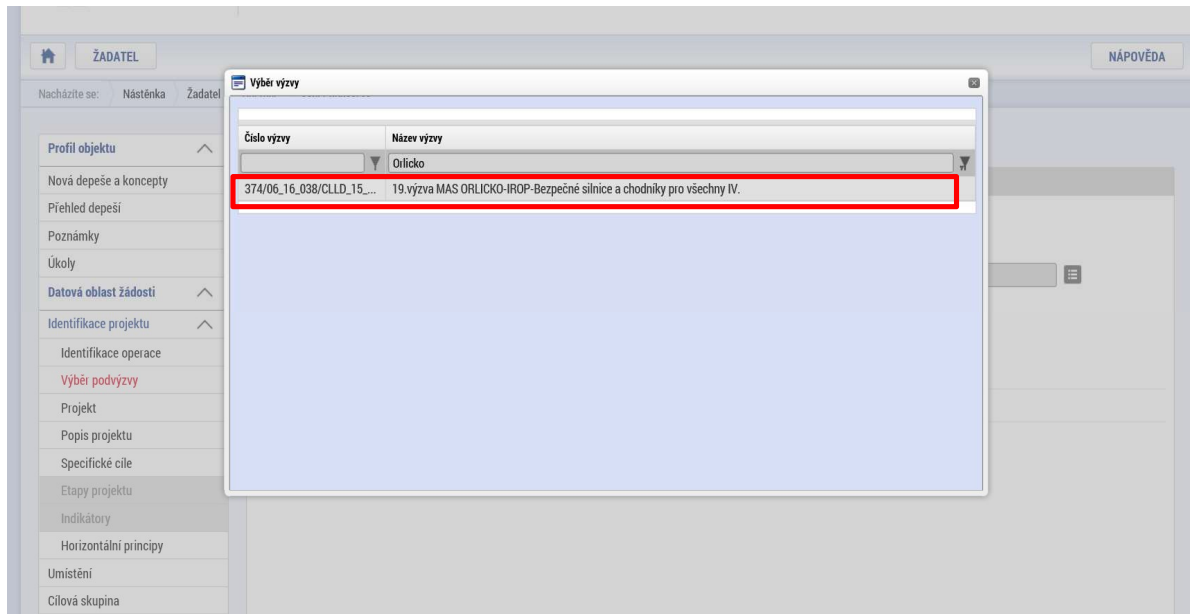 ŽADATEL
NÁPOVĚDA
Nacházíte se: Nástěnka Žadatel
Výběr výzvy
Číslo výzvy Název výzvy
Orlicko
374/06_16_038/CLLD_15_... 19.výzva MAS ORLICKO-IROP-Bezpečné silnice a chodníky pro všechny IV.
Profil objektu
Nová depeše a koncepty
Přehled depeší
Poznámky
Úkoly
Datová oblast žádosti
Identifikace projektu
Identifikace operace
Výběr podvýzvy
Projekt
Popis projektu
Specifické cíle
Etapy projektu
Indikátory
Horizontální principy
Umístění
Cílová skupina